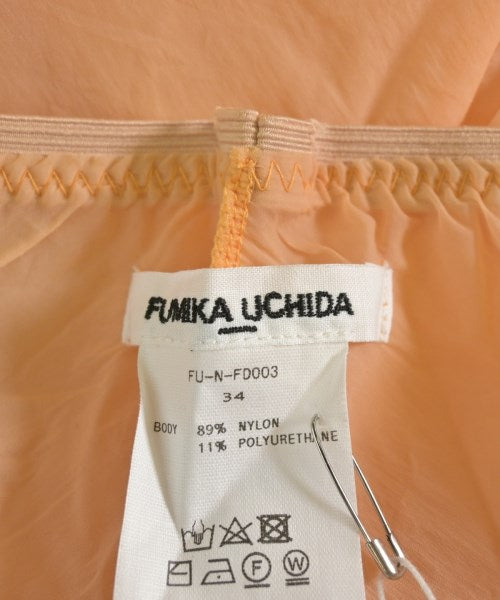 FUMIKA UCHIDA
FU-N-FD003
34
BODY 89% NYLON
11% POLYURETHANE
F W